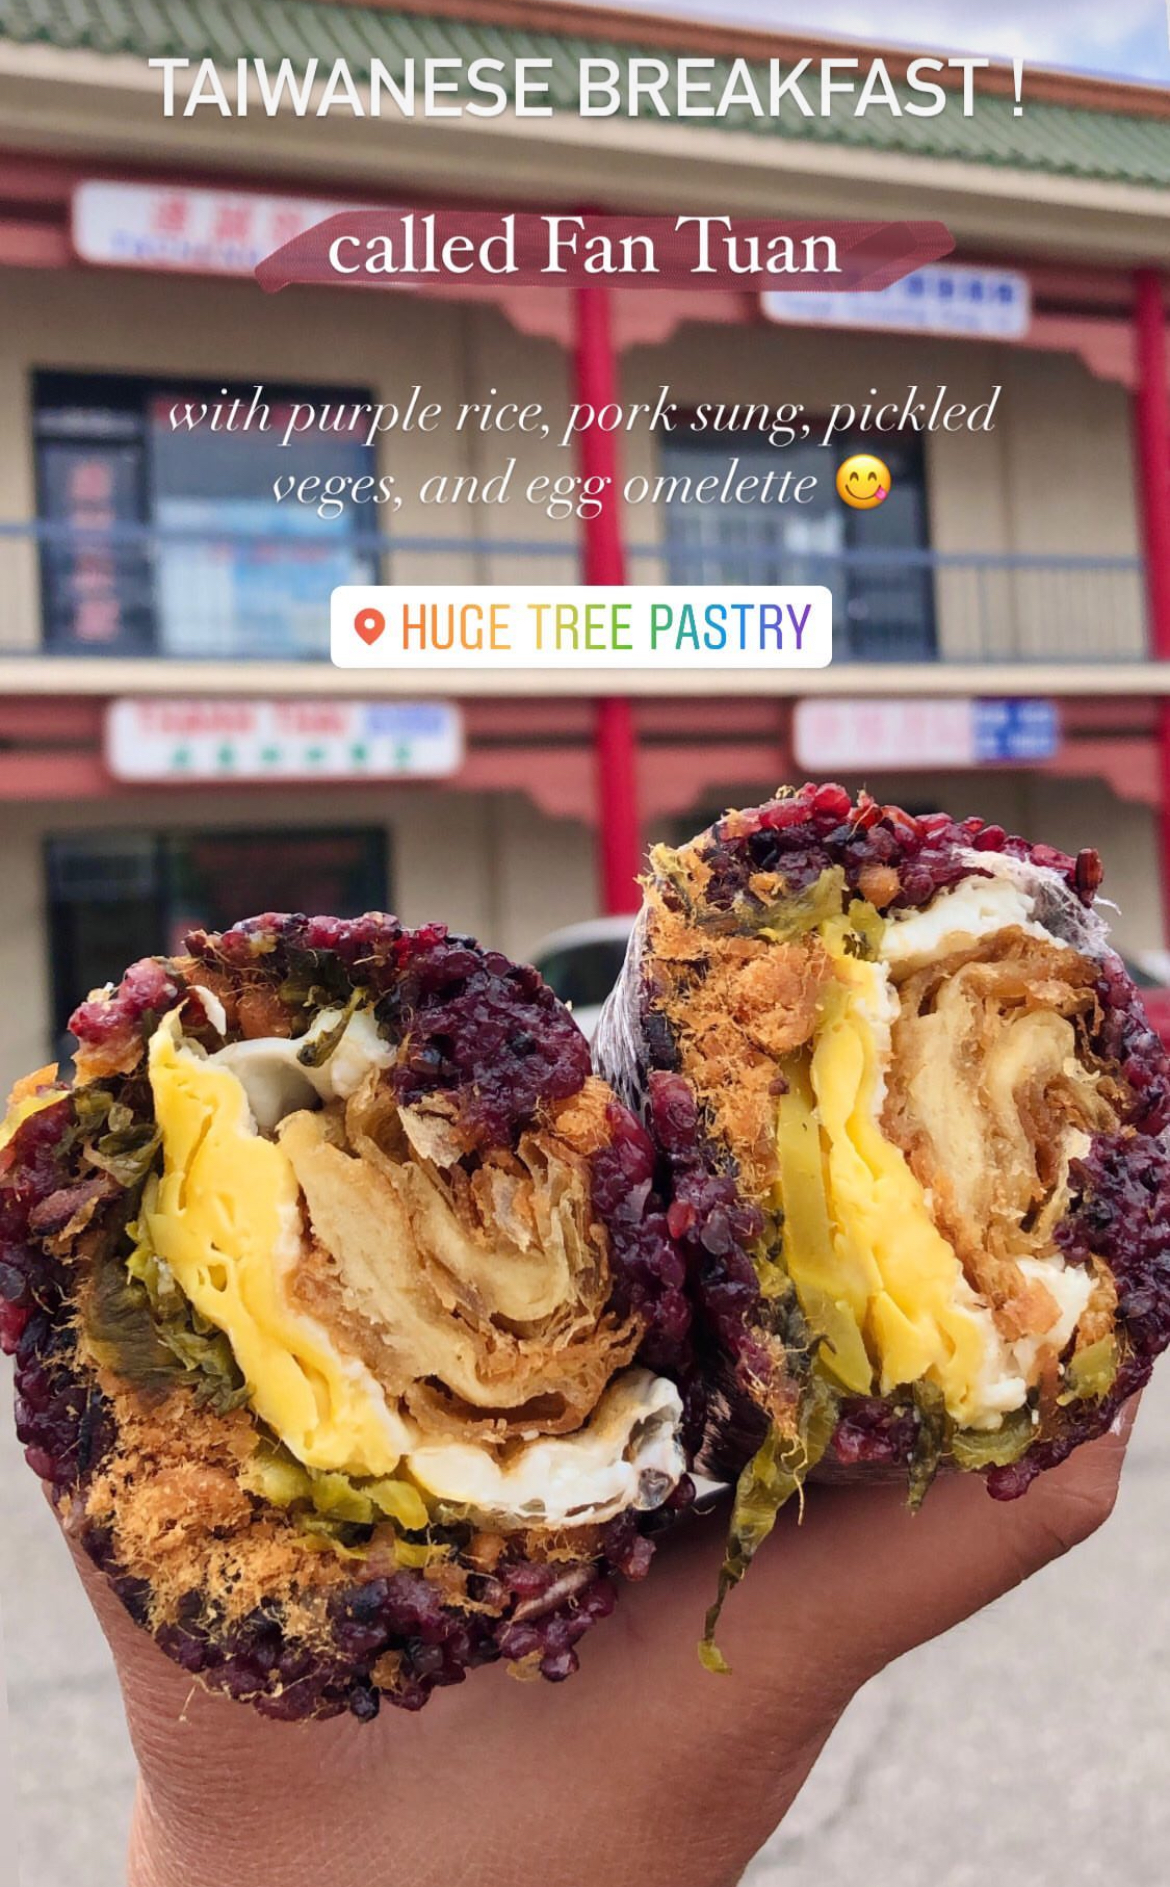 TAIWANESE BREAKFAST !
called Fan Tuan
with purple rice, pork sung, pickled
veges, and egg omelette 😋
HUGE TREE PASTRY